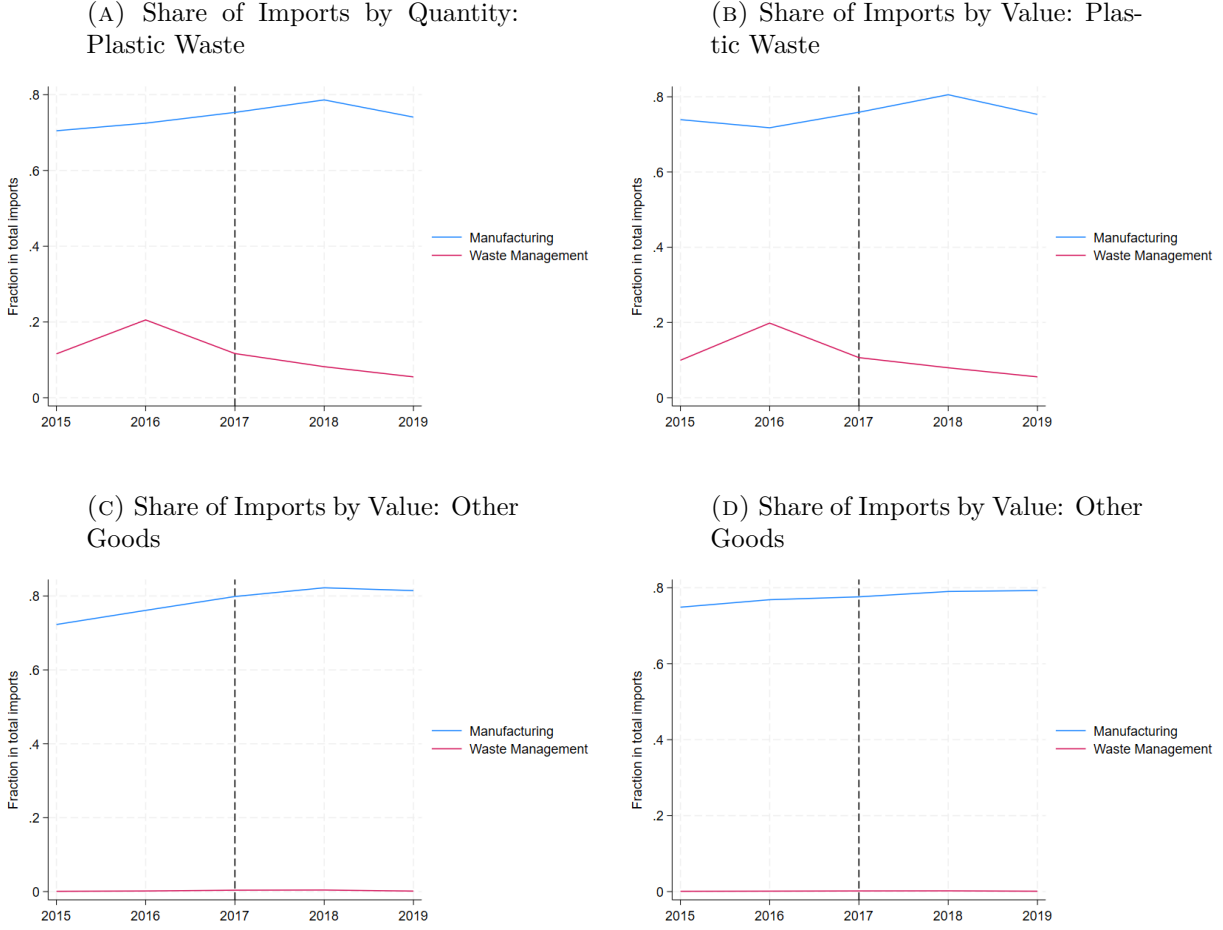 (A) Share of Imports by Quantity:
Plastic Waste
Fraction in total imports
.8
.6
.4
.2
0
2015 2016 2017 2018 2019
Manufacturing
Waste Management
(B) Share of Imports by Value: Plas-
tic Waste
Fraction in total imports
.8
.6
.4
.2
0
2015 2016 2017 2018 2019
Manufacturing
Waste Management
(C) Share of Imports by Value: Other
Goods
Fraction in total imports
.8
.6
.4
.2
0
2015 2016 2017 2018 2019
Manufacturing
Waste Management
(D) Share of Imports by Value: Other
Goods
Fraction in total imports
.8
.6
.4
.2
0
2015 2016 2017 2018 2019
Manufacturing
Waste Management